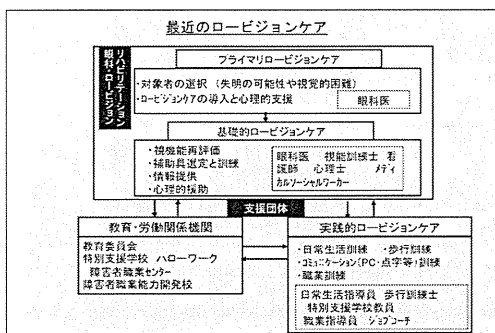 最近のロービジョンケア
眼科・ロービジョン
リハビリテーション
プライマリロービジョンケア
・対象者の選択（失明の可能性や視覚的困難）
・ロービジョンケアの導入と心理的支援
眼科医
基礎的ロービジョンケア
・視機能再評価
・補助具選定と訓練
・情報提供
・心理的援助
眼科医 視能訓練士 看
護師 心理士 メディ
カルソーシャルワーカー
支援団体
教育・労働関係機関
教育委員会
特別支援学校 ハローワーク
障害者職業センター
障害者職業能力開発校
実践的ロービジョンケア
・日常生活訓練 ・歩行訓練
・コミュニケーション(PC・点字等)訓練
・職業訓練
日常生活指導員 歩行訓練士
特別支援学校教員
職業指導員 ジョブコーチ